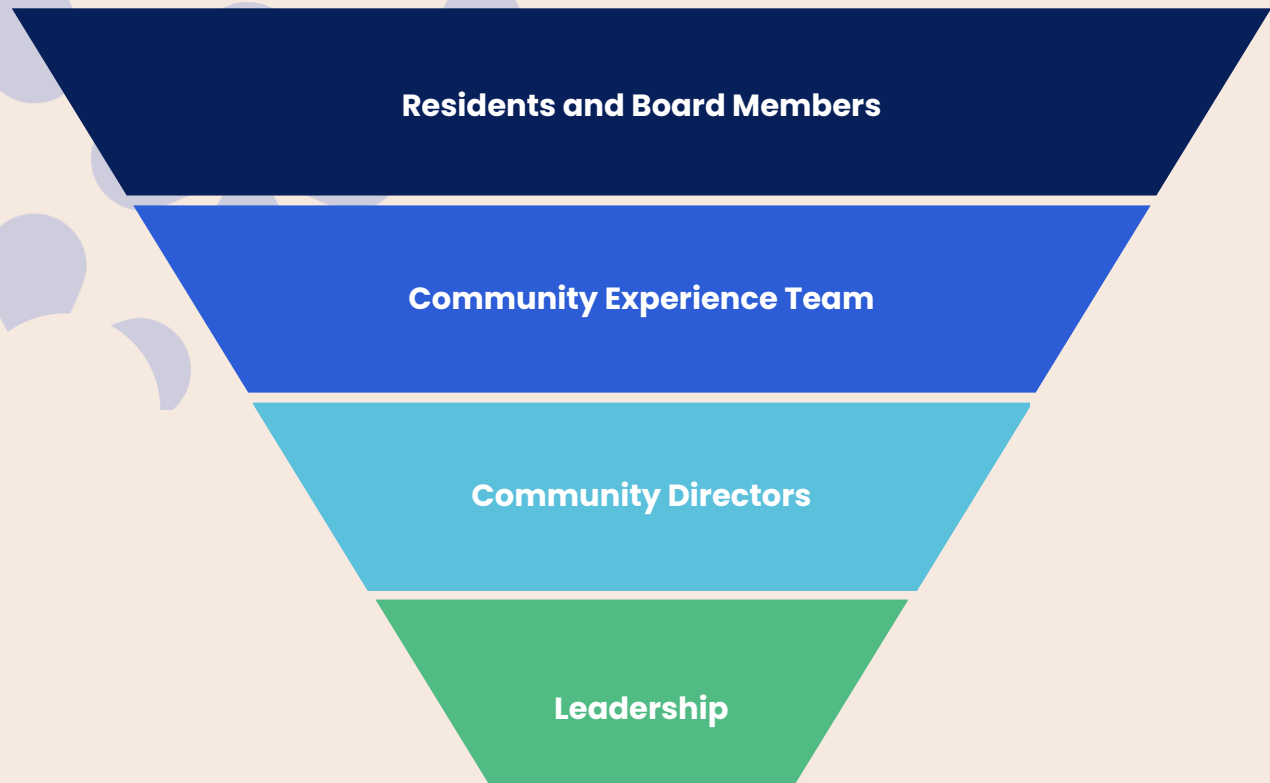 Residents and Board Members
Community Experience Team
Community Directors
Leadership